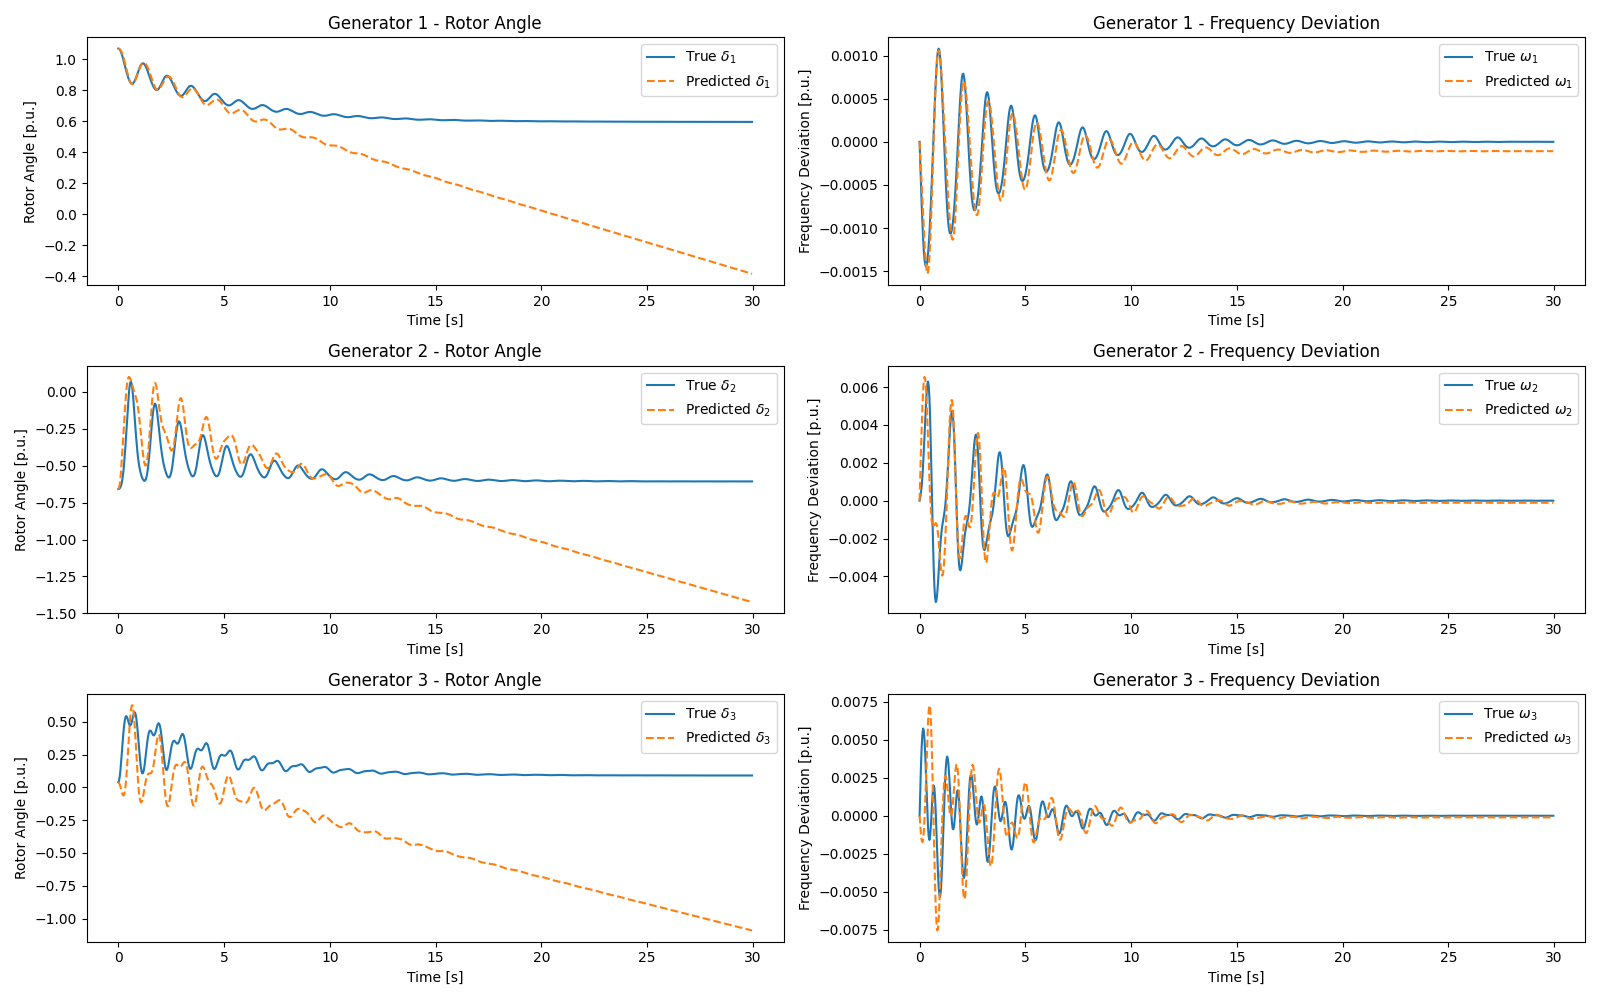 Generator 1 - Rotor Angle
Rotor Angle [p.u.]
1.0
0.8
0.6
0.4
0.2
0.0
−0.2
−0.4
True δ1
Predicted δ1
0 5 10 15 20 25 30
Time [s]
Generator 1 - Frequency Deviation
Frequency Deviation [p.u.]
0.0010
0.0005
0.0000
−0.0005
−0.0010
−0.0015
True ω1
Predicted ω1
0 5 10 15 20 25 30
Time [s]
Generator 2 - Rotor Angle
Rotor Angle [p.u.]
0.00
−0.25
−0.50
−0.75
−1.00
−1.25
−1.50
True δ2
Predicted δ2
0 5 10 15 20 25 30
Time [s]
Generator 2 - Frequency Deviation
Frequency Deviation [p.u.]
0.006
0.004
0.002
0.000
−0.002
−0.004
True ω2
Predicted ω2
0 5 10 15 20 25 30
Time [s]
Generator 3 - Rotor Angle
Rotor Angle [p.u.]
0.50
0.25
0.00
−0.25
−0.50
−0.75
−1.00
True δ3
Predicted δ3
0 5 10 15 20 25 30
Time [s]
Generator 3 - Frequency Deviation
Frequency Deviation [p.u.]
0.0075
0.0050
0.0025
0.0000
−0.0025
−0.0050
−0.0075
True ω3
Predicted ω3
0 5 10 15 20 25 30
Time [s]